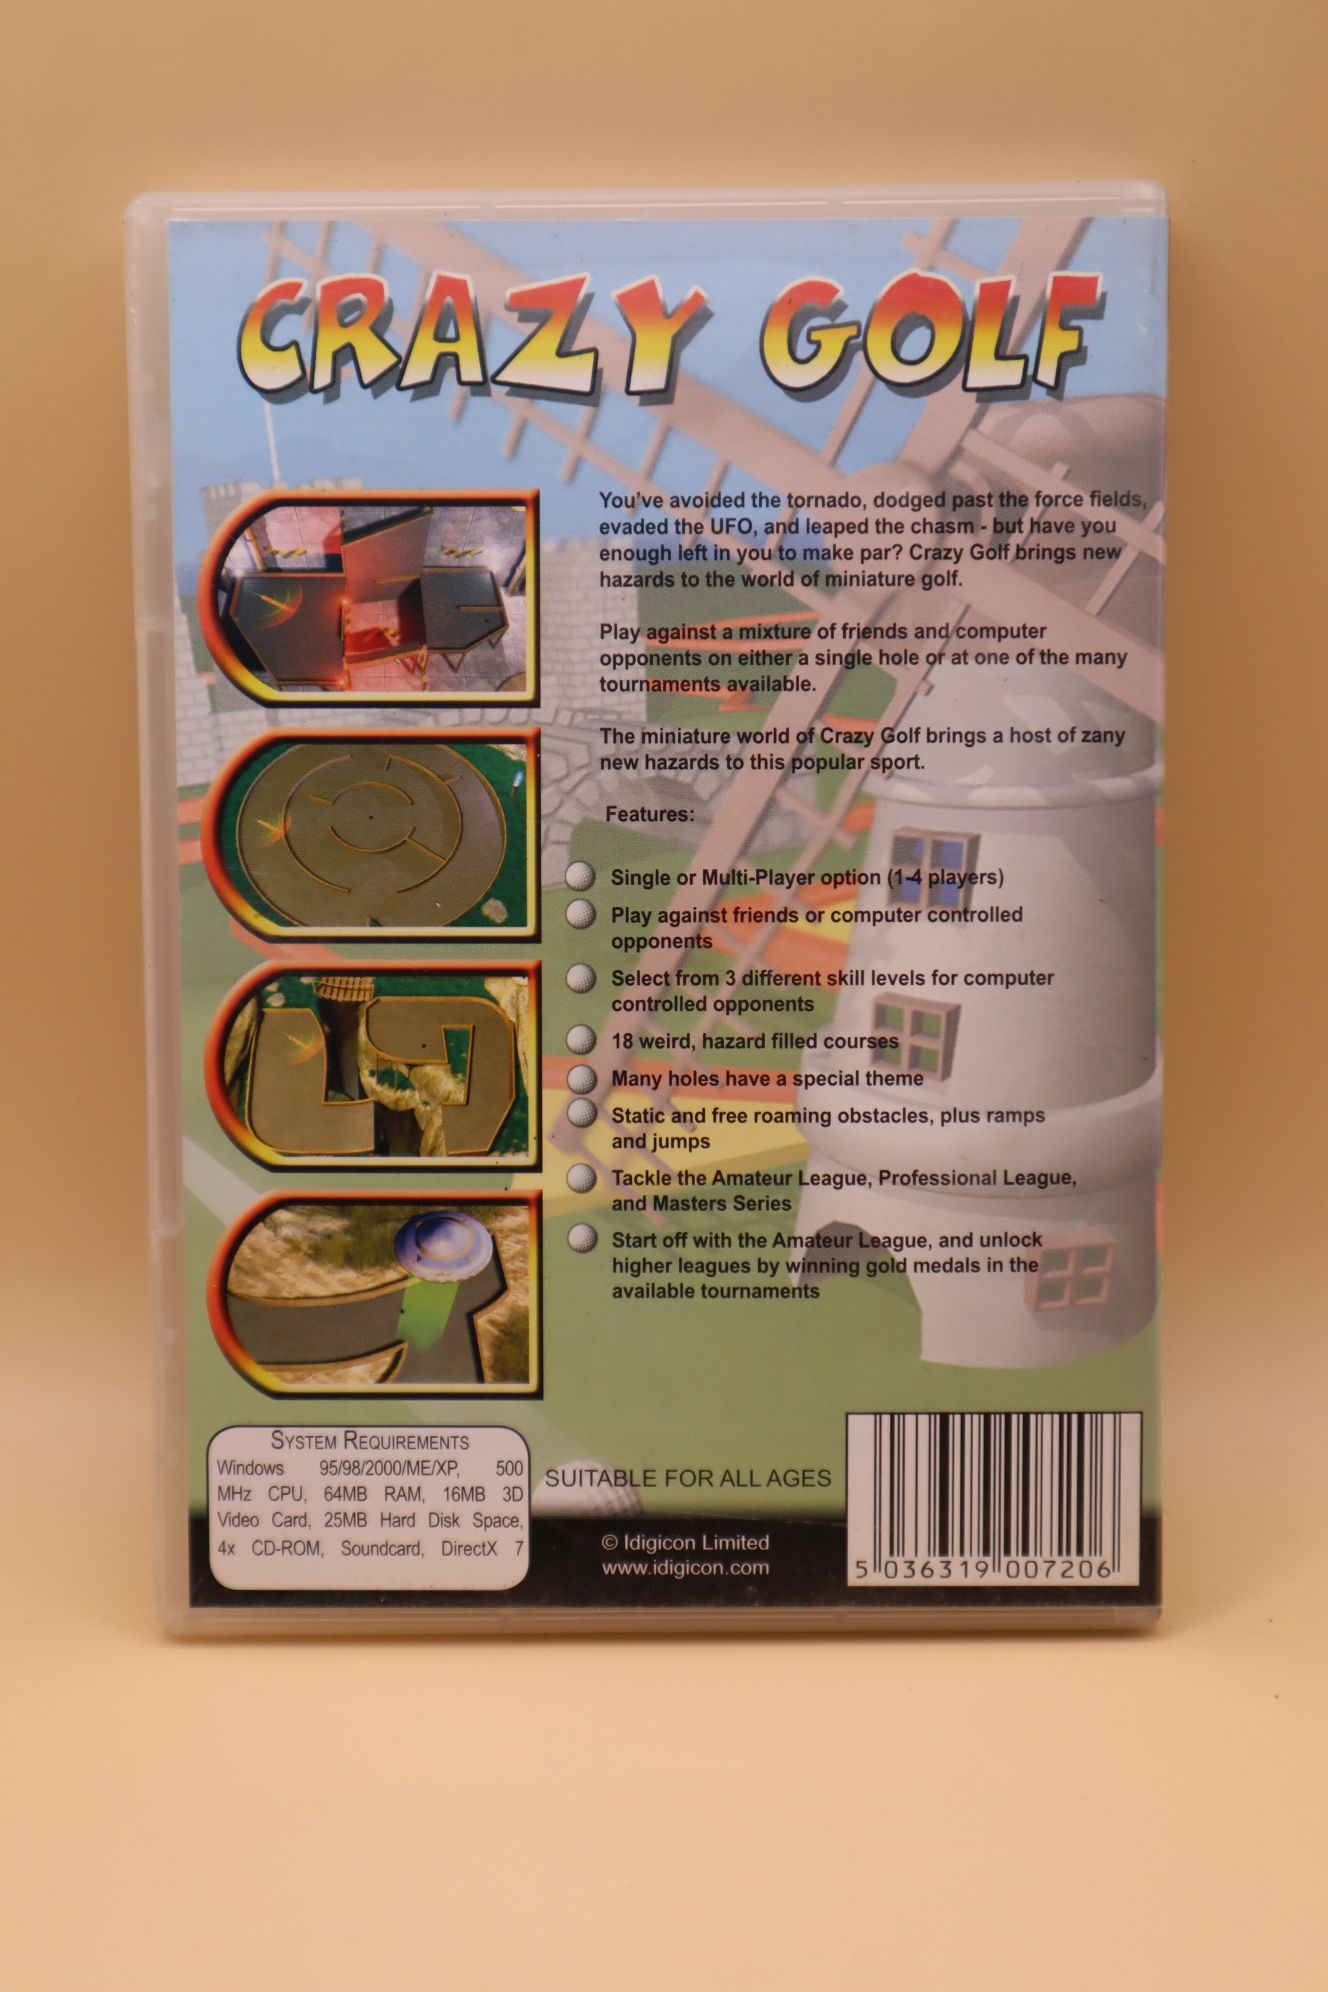 CRAZY GOLF
You've avoided the tornado, dodged past the force fields,
evaded the UFO, and leaped the chasm - but have you
enough left in you to make par? Crazy Golf brings new
hazards to the world of miniature golf.
Play against a mixture of friends and computer
opponents on either a single hole or at one of the many
tournaments available.
The miniature world of Crazy Golf brings a host of zany
new hazards to this popular sport.
Features:
Single or Multi-Player option (1-4 players)
Play against friends or computer controlled
opponents
Select from 3 different skill levels for computer
controlled opponents
18 weird, hazard filled courses
Many holes have a special theme
Static and free roaming obstacles, plus ramps
and jumps
Tackle the Amateur League, Professional League,
and Masters Series
Start off with the Amateur League, and unlock
higher leagues by winning gold medals in the
available tournaments
SYSTEM REQUIREMENTS
Windows 95/98/2000/ME/XP, 500
MHz CPU, 64MB RAM, 16MB 3D
Video Card, 25MB Hard Disk Space,
4x CD-ROM, Soundcard, DirectX 7
SUITABLE FOR ALL AGES
© Idigicon Limited
www.idigicon.com
5 036319 007206